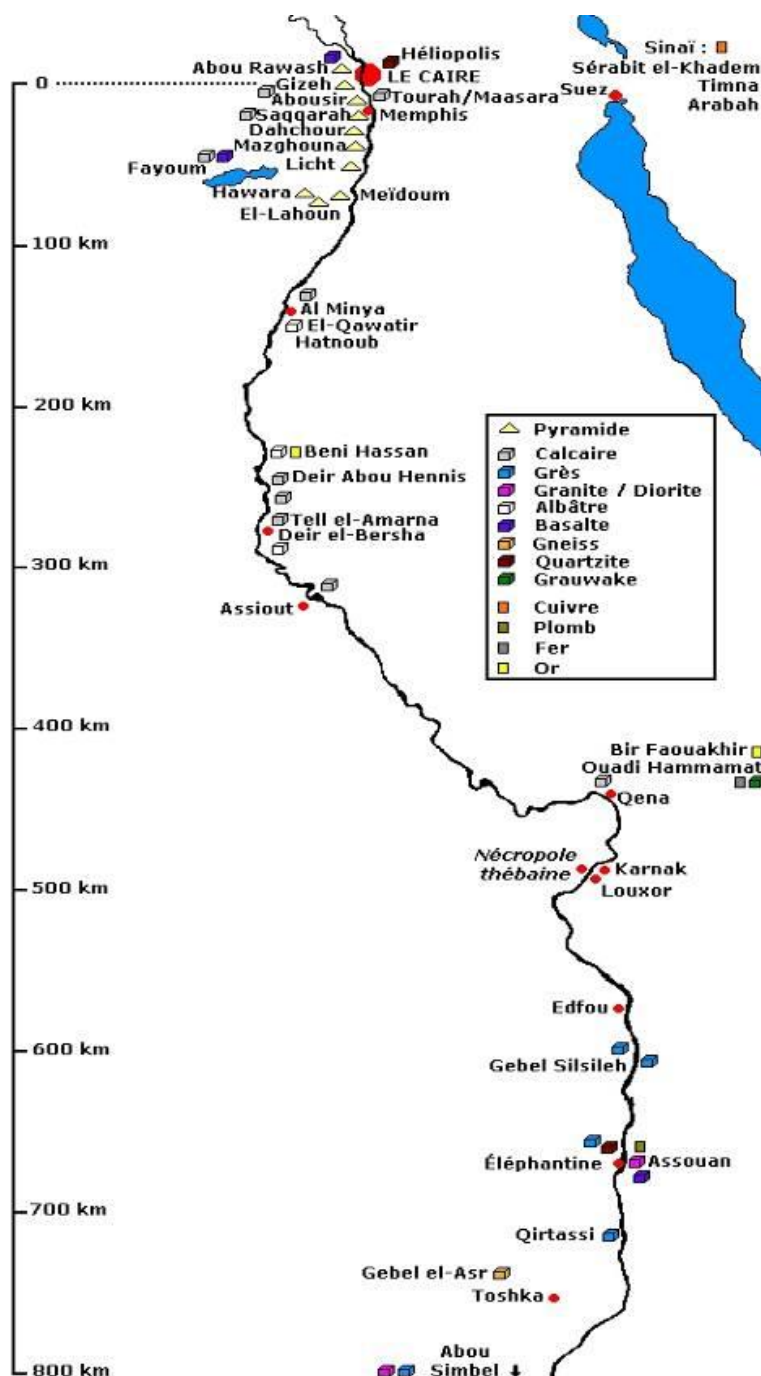 Héliopolis
Abou Rawash
LE CAIRE
0
Gizeh
Abousir
Tourah/Maasara
Saqqarah
Memphis
Dahchour
Mazghouna
Fayoum
Licht
Hawara
Meïdoum
El-Lahoun
Sinaï :
Sérabit el-Khadem
Timna
Arabah
Suez
100 km
Al Minya
El-Qawatir
Hatnoub
200 km
Beni Hassan
Deir Abou Hennis
Tell el-Amarna
Deir el-Bersha
300 km
Assiout
Pyramide
Calcaire
Grès
Granite / Diorite
Albâtre
Basalte
Gneiss
Quartzite
Grauwake
Cuivre
Plomb
Fer
Or
400 km
Bir Faouakhir
Ouadi Hammamat
Qena
Nécropole
thébaine
Karnak
Louxor
500 km
Edfou
600 km
Gebel Silsileh
Éléphantine
Assouan
700 km
Qirtassi
Gebel el-Asr
Toshka
Abou
Simbel
800 km